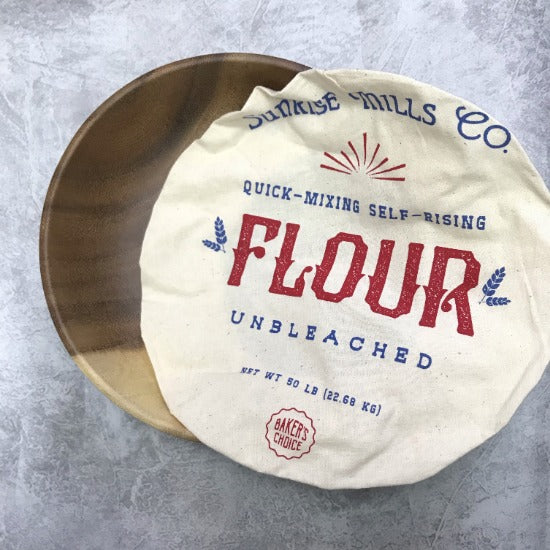 SUNRISE MILLS CO.
QUICK-MIXING SELF-RISING
FLOUR
UNBLEACHED
NET WT 50 LB (22.68 KG)
BAKER'S
CHOICE